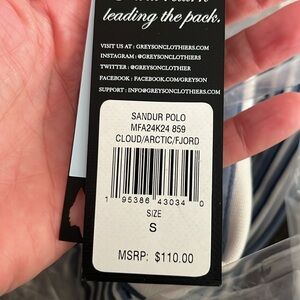 leading the pack.
VISIT US AT : GREYSONCLOTHIERS.COM
INSTAGRAM : @GREYSONCLOTHIERS
TWITTER : @GREYSONCLOTHIER
FACEBOOK : FACEBOOK.COM/GREYSON
SUPPORT : INFO@GREYSONCLOTHIERS.COM
SANDUR POLO
MFA24K24 859
CLOUD/ARCTIC/FJORD
1 95386 43034 0
SIZE
S
MSRP: $110.00